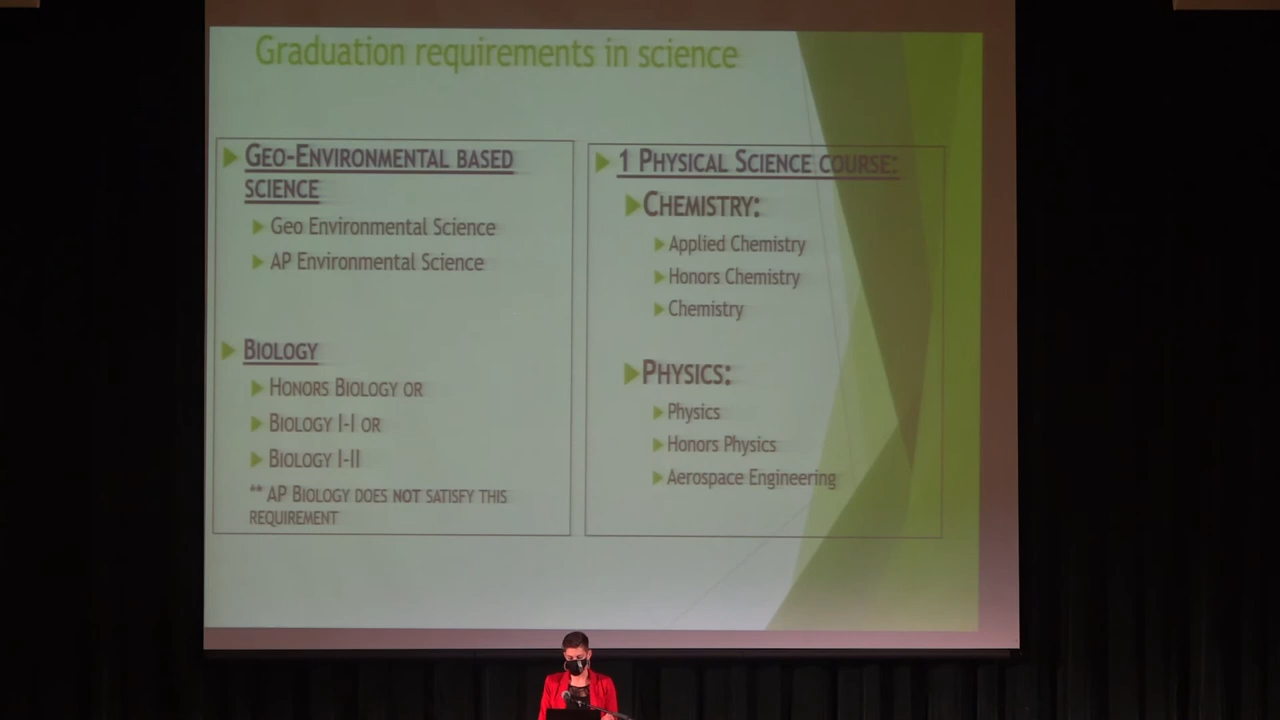 Graduation requirements in science
GEO-ENVIRONMENTAL BASED
SCIENCE
Geo Environmental Science
AP Environmental Science
BIOLOGY
HONORS BIOLOGY OR
BIOLOGY I-I OR
BIOLOGY I-II
** AP BIOLOGY DOES NOT SATISFY THIS
REQUIREMENT
1 PHYSICAL SCIENCE COURSE:
CHEMISTRY:
Applied Chemistry
Honors Chemistry
Chemistry
PHYSICS:
Physics
Honors Physics
Aerospace Engineering